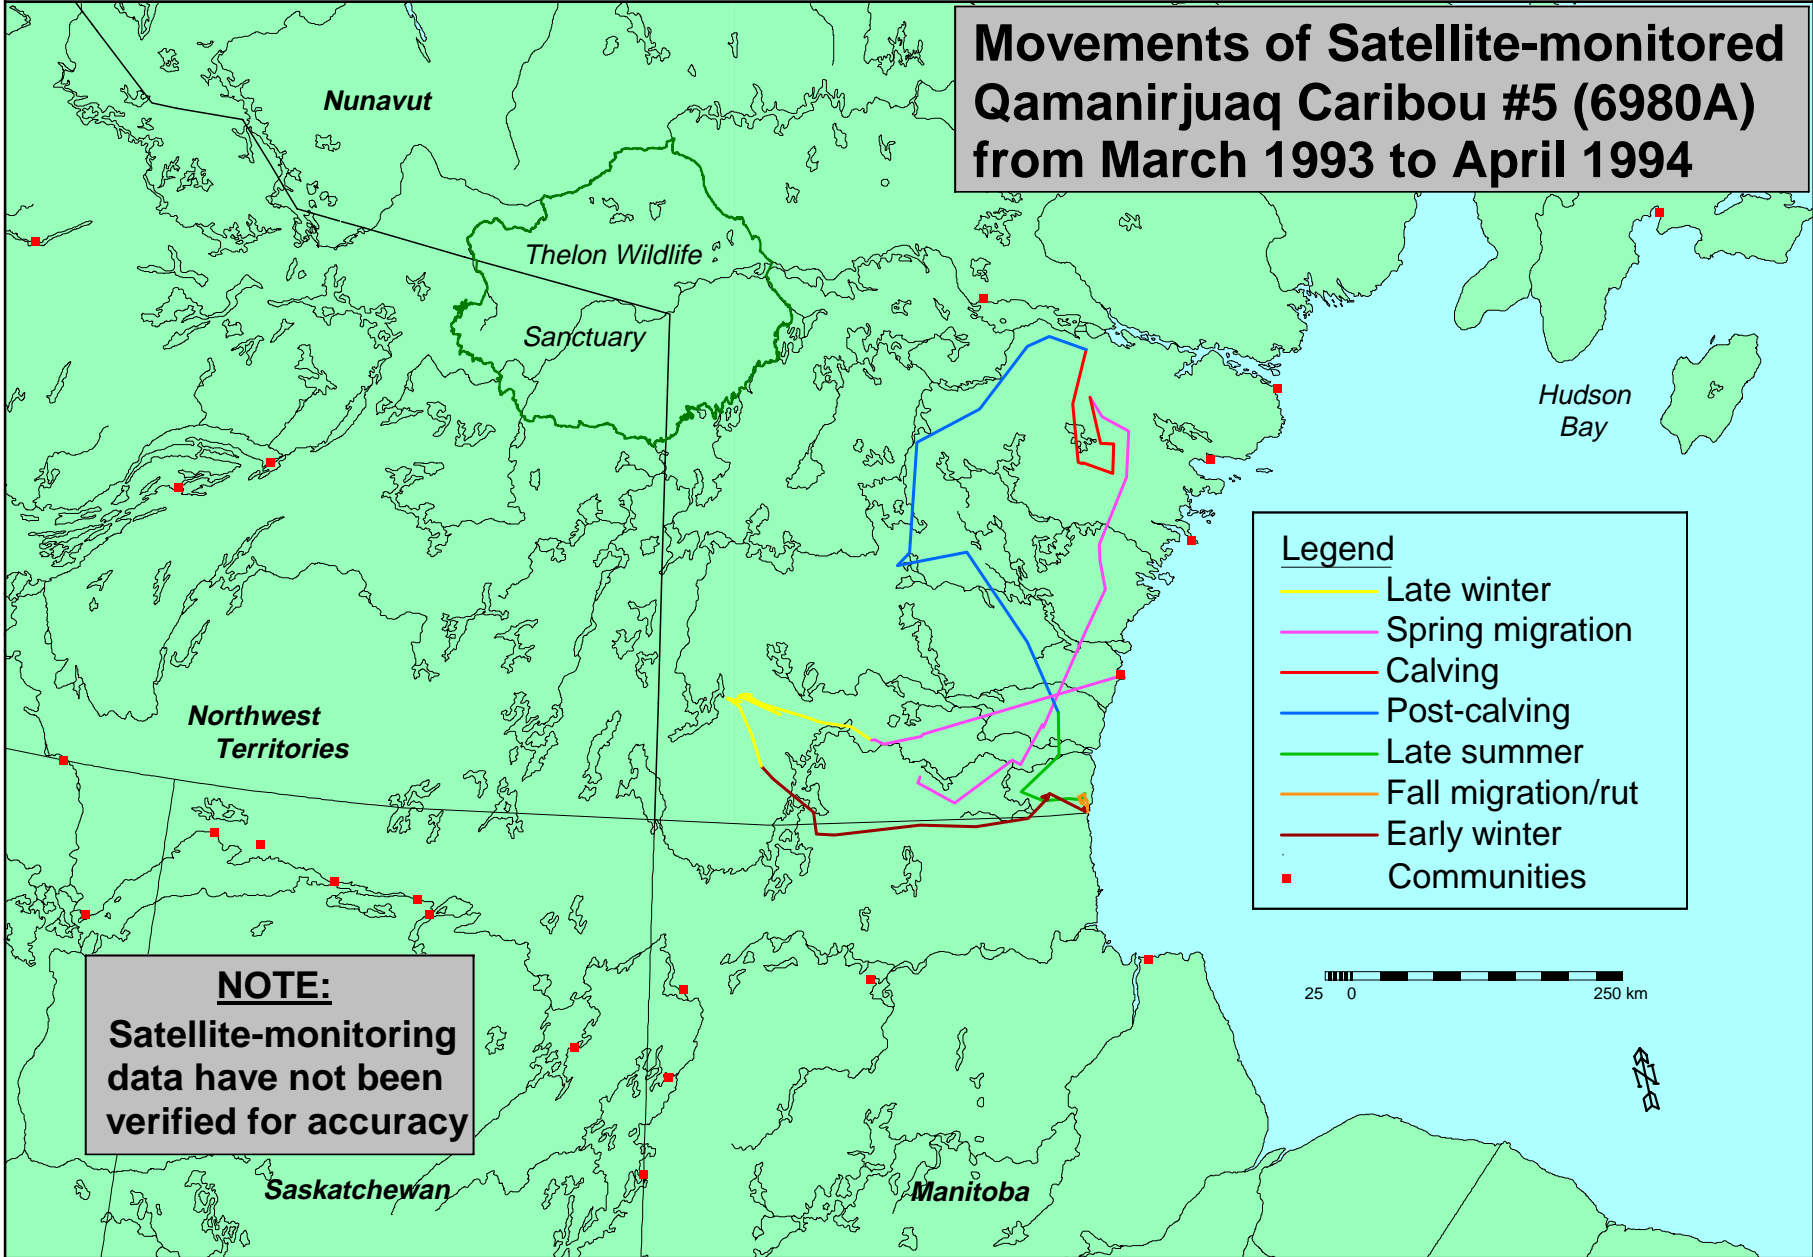 Movements of Satellite-monitored
Qamanirjuaq Caribou #5 (6980A)
from March 1993 to April 1994
Nunavut
Thelon Wildlife
Sanctuary
Hudson
Bay
Legend
Late winter
Spring migration
Calving
Post-calving
Late summer
Fall migration/rut
Early winter
Communities
Northwest
Territories
25 0 250 km
N
NOTE:
Satellite-monitoring
data have not been
verified for accuracy
Saskatchewan
Manitoba